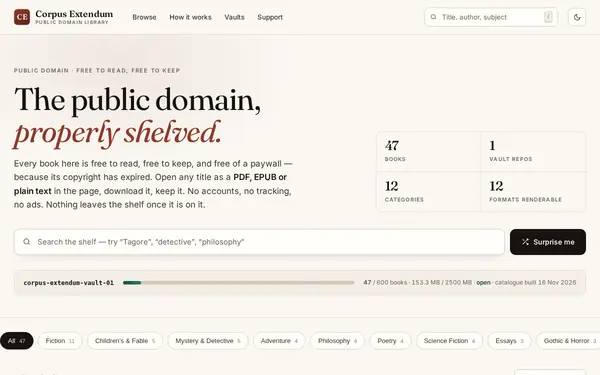 CE Corpus Extendum
PUBLIC DOMAIN LIBRARY
Browse How it works Vaults Support
Title, author, subject /
PUBLIC DOMAIN · FREE TO READ, FREE TO KEEP
The public domain,
properly shelved.
Every book here is free to read, free to keep, and free of a paywall —
because its copyright has expired. Open any title as a PDF, EPUB or
plain text in the page, download it, keep it. No accounts, no tracking,
no ads. Nothing leaves the shelf once it is on it.
47
BOOKS
1
VAULT REPOS
12
CATEGORIES
12
FORMATS RENDERABLE
Search the shelf — try “Tagore”, “detective”, “philosophy”
Surprise me
corpus-extendum-vault-01
47 / 600 books · 153.3 MB / 2500 MB · open · catalogue built 16 Nov 2026
All 47
Fiction 11
Children's & Fable 5
Mystery & Detective 5
Adventure 4
Philosophy 4
Poetry 4
Science Fiction 4
Essays 3
Gothic & Horror 3